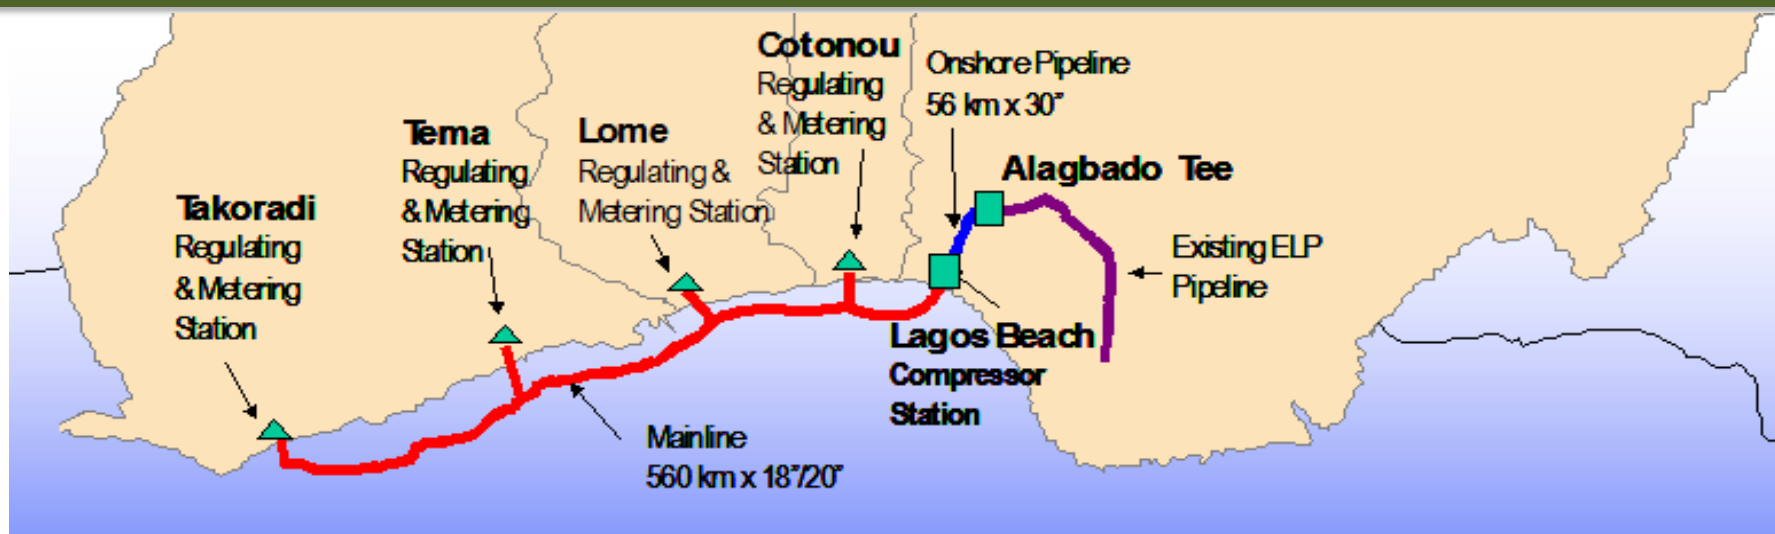 Cotonou
Regulating
& Metering
Station
Onshore Pipeline
56 km x 30"
Tema
Regulating
& Metering
Station
Lome
Regulating &
Metering Station
Alagbado Tee
Takoradi
Regulating
& Metering
Station
Existing ELP
Pipeline
Lagos Beach
Compressor
Station
Mainline
560 km x 18"/20"